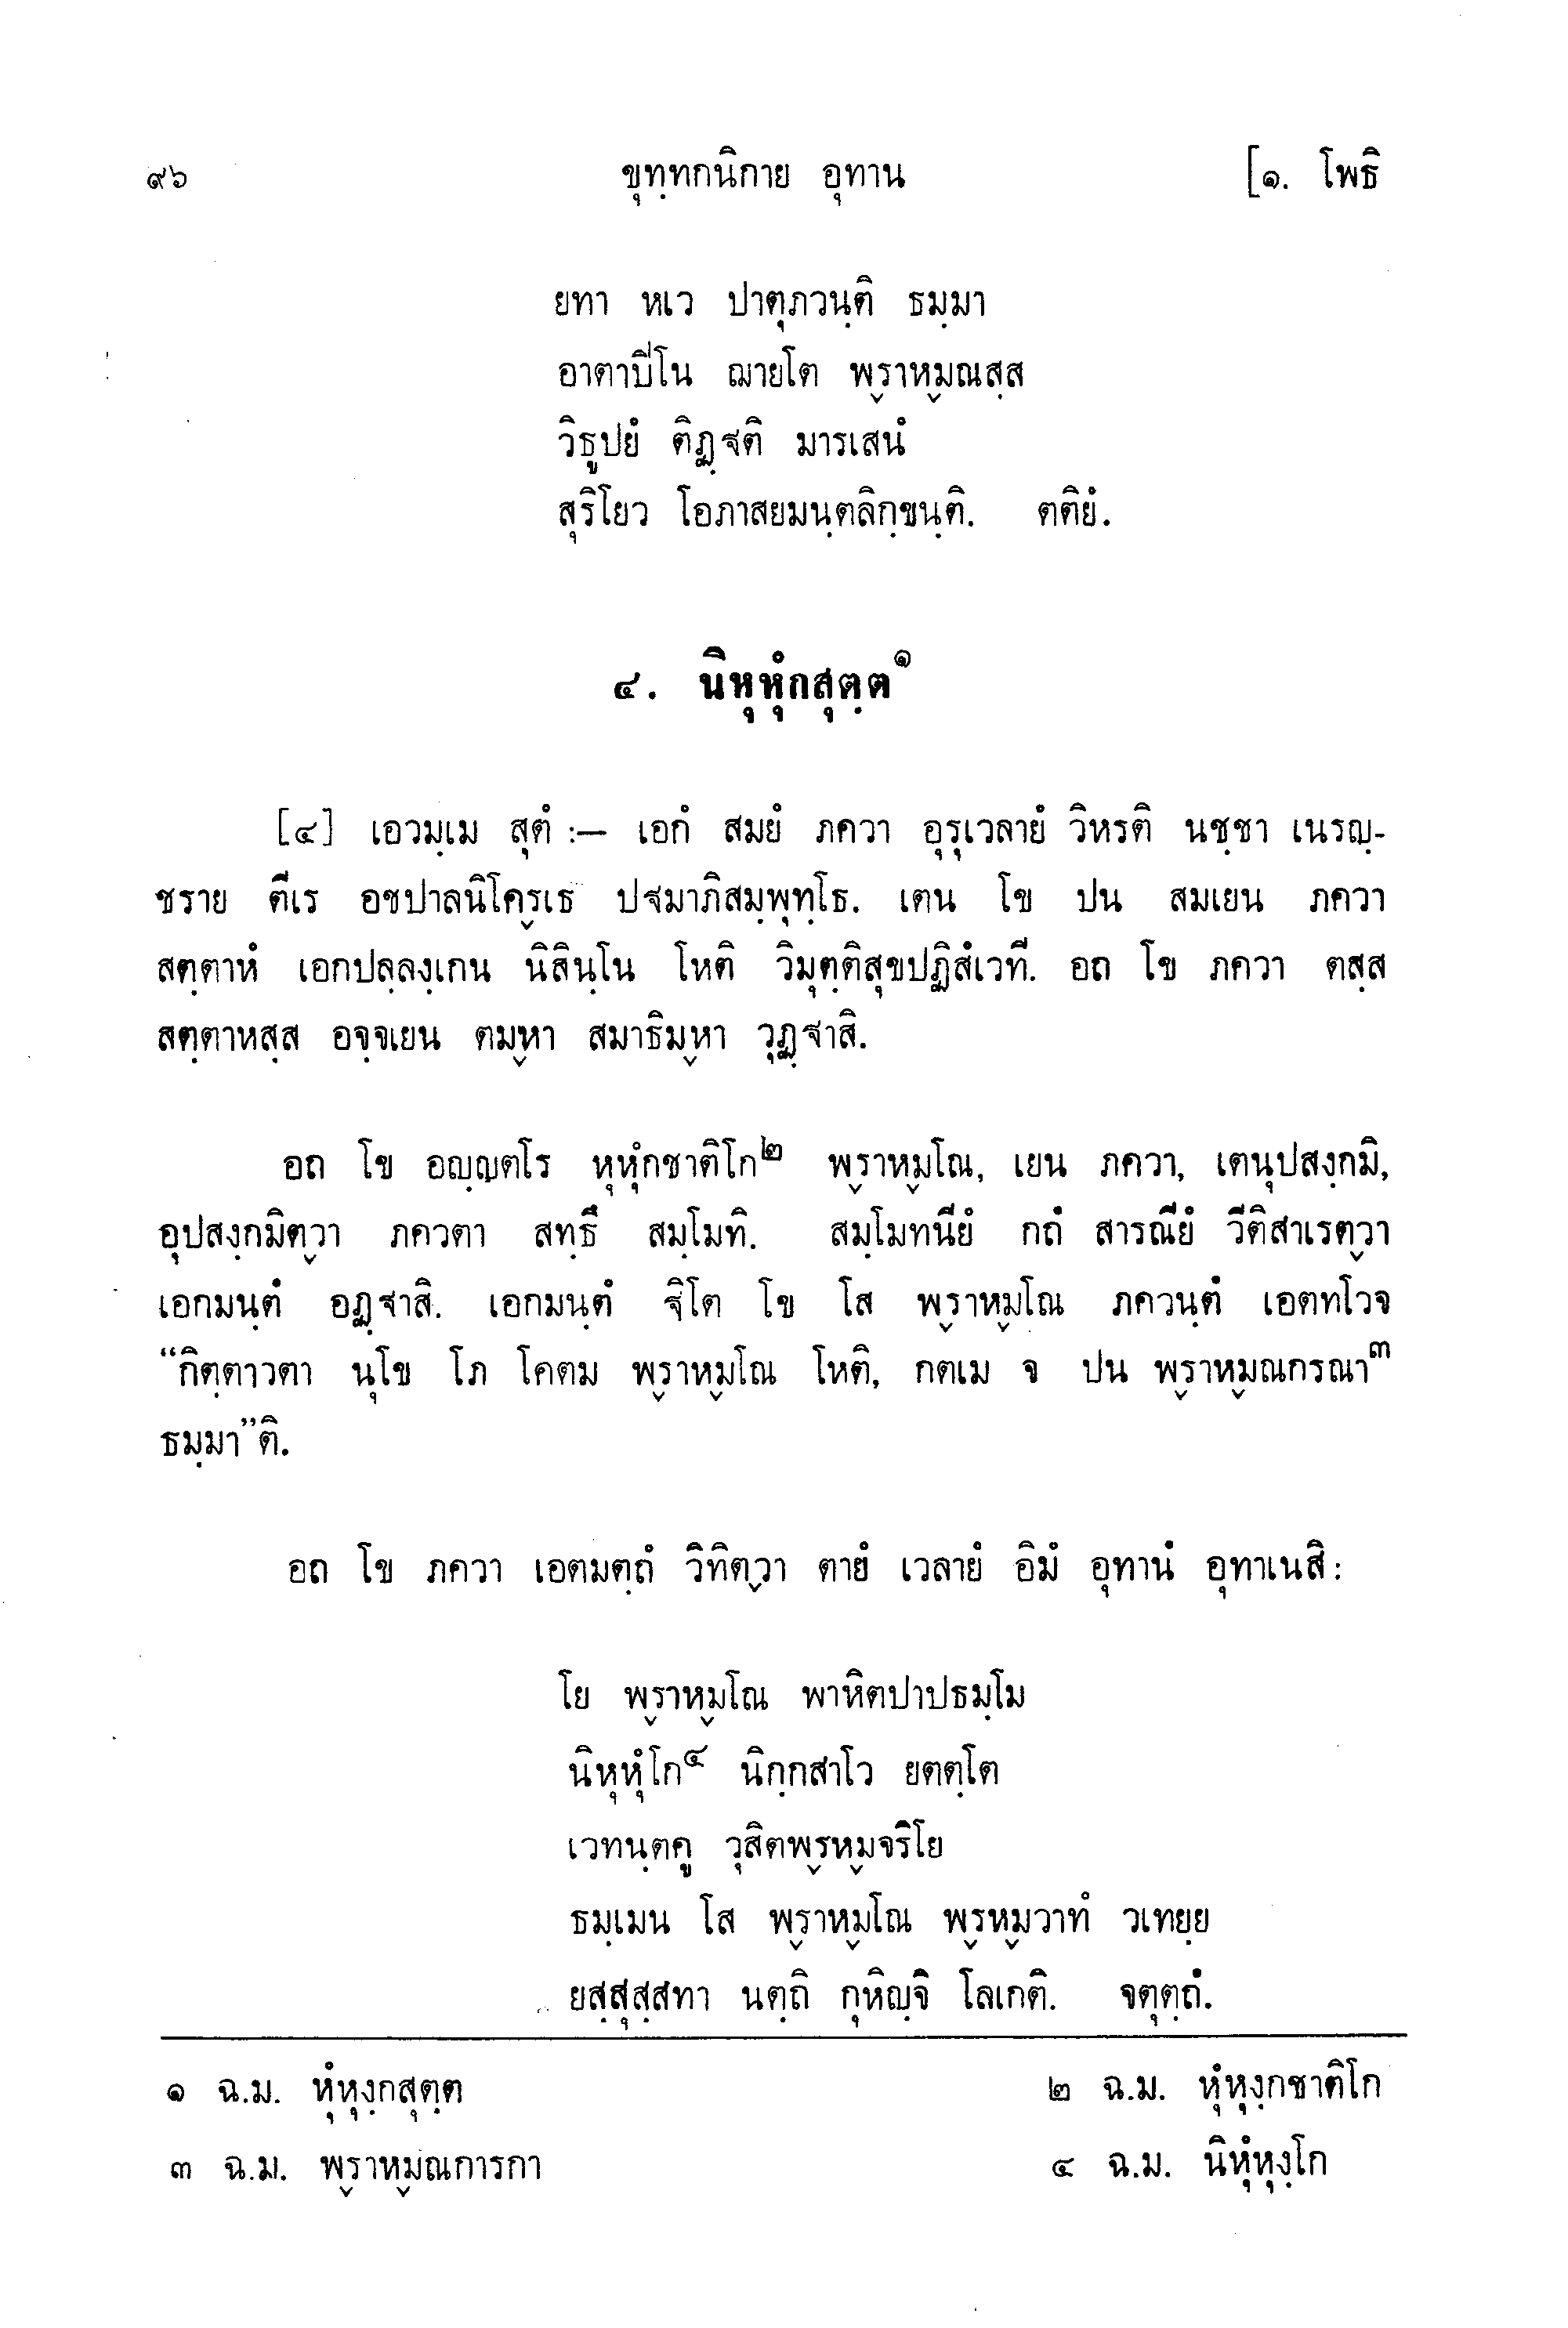 ๙๖ ขุทฺทกนิกาย อุทาน [๑. โพธิ
ยทา หเว ปาตุภวนฺติ ธมฺมา
อาตาปิโน ฌายโต พฺราหฺมณสฺส
วิธูปยํ ติฏฺฐติ มารเสนํ
สุริโยว โอภาสยมนฺตลิกฺขนฺติ. ตติยํ.
๔. นิหุหุํกสุตฺต๑
[๔] เอวมฺเม สุตํ :— เอกํ สมยํ ภควา อุรุเวลายํ วิหรติ นชฺชา เนรญฺ-
ชราย ตีเร อชปาลนิโคฺรเธ ปฐมาภิสมฺพุทฺโธ. เตน โข ปน สมเยน ภควา
สตฺตาหํ เอกปลฺลงฺเกน นิสินฺโน โหติ วิมุตฺติสุขปฏิสํเวที. อถ โข ภควา ตสฺส
สตฺตาหสฺส อจฺจเยน ตมฺหา สมาธิมฺหา วุฏฺฐาสิ.
อถ โข อญฺญตโร หุหุํกชาติโก๒ พฺราหฺมโณ, เยน ภควา, เตนุปสงฺกมิ,
อุปสงฺกมิตฺวา ภควตา สทฺธึ สมฺโมทิ. สมฺโมทนียํ กถํ สารณียํ วีติสาเรตฺวา
เอกมนฺตํ อฏฺฐาสิ. เอกมนฺตํ ฐิโต โข โส พฺราหฺมโณ ภควนฺตํ เอตทโวจ
“กิตฺตาวตา นุโข โภ โคตม พฺราหฺมโณ โหติ, กตเม จ ปน พฺราหฺมณกรณา๓
ธมฺมา”ติ.
อถ โข ภควา เอตมตฺถํ วิทิตฺวา ตายํ เวลายํ อิมํ อุทานํ อุทาเนสิ:
โย พฺราหฺมโณ พาหิตปาปธมฺโม
นิหุหุํโก๔ นิกฺกสาโว ยตตฺโต
เวทนฺตคู วุสิตพฺรหฺมจริโย
ธมฺเมน โส พฺราหฺมโณ พฺรหฺมวาทํ วเทยฺย
ยสฺสุสฺสทา นตฺถิ กุหิญฺจิ โลเกติ. จตุตฺถํ.
๑ ฉ.ม. หุํหุงฺกสุตฺต ๒ ฉ.ม. หุํหุงฺกชาติโก
๓ ฉ.ม. พฺราหฺมณการกา ๔ ฉ.ม. นิหุํหุงฺโก